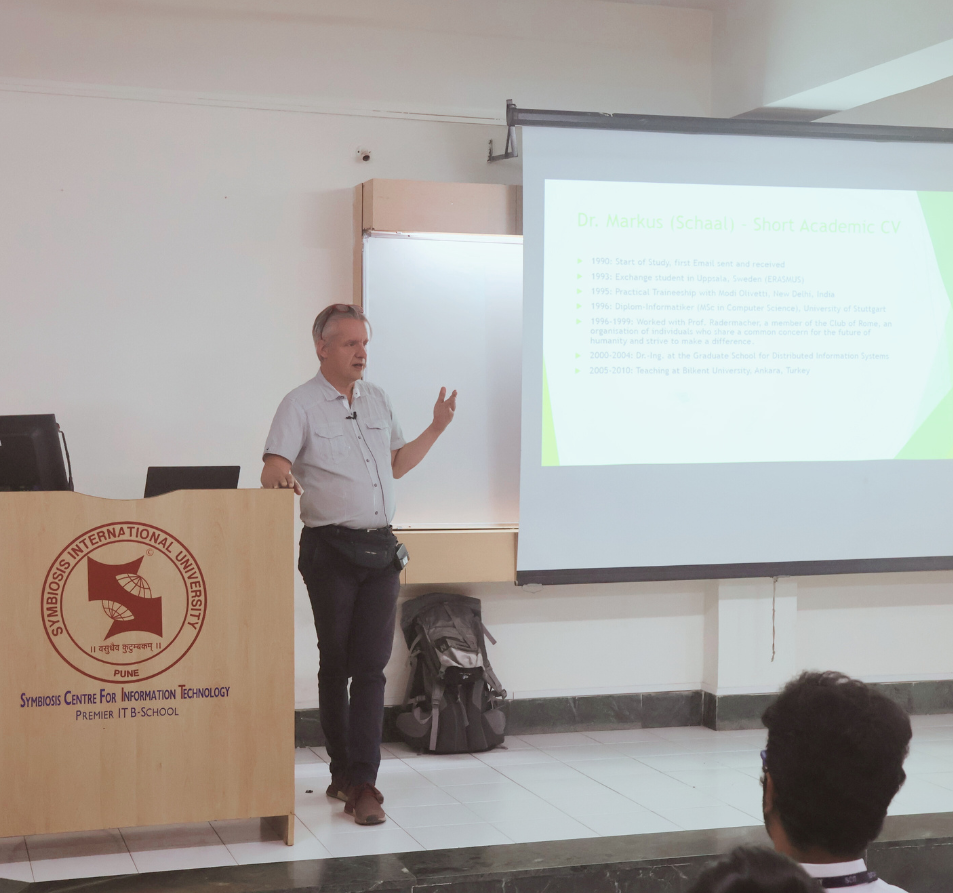 Dr. Markus (Schaal) – Short Academic CV
1990: Start of Study, first Email sent and received
1993: Exchange student in Uppsala, Sweden (ERASMUS)
1995: Practical Traineeship with Modi Olivetti, New Delhi, India
1996: Diplom-Informatiker (MSc in Computer Science), University of Stuttgart
1996-1999: Worked with Prof. Radermacher, a member of the Club of Rome, an
organisation of individuals who share a common concern for the future of
humanity and strive to make a difference.
2000-2004: Dr.-Ing. at the Graduate School for Distributed Information Systems
2005-2010: Teaching at Bilkent Univeristy, Ankara, Turkey
SYMBIOSIS INTERNATIONAL UNIVERSITY
©
॥ वसुधैव कुटुम्बकम् ॥
PUNE
SYMBIOSIS CENTRE FOR INFORMATION TECHNOLOGY
PREMIER IT B-SCHOOL